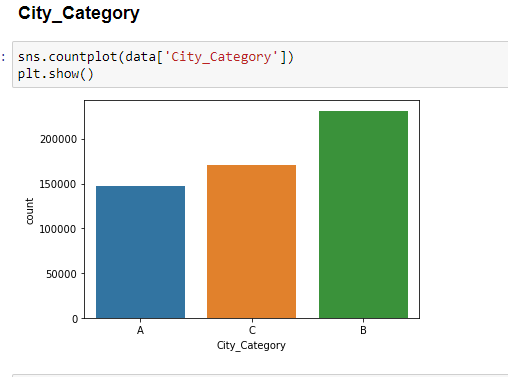 City_Category
:
sns.countplot(data['City_Category'])
plt.show()
200000
150000
100000
50000
0
count
A C B
City_Category